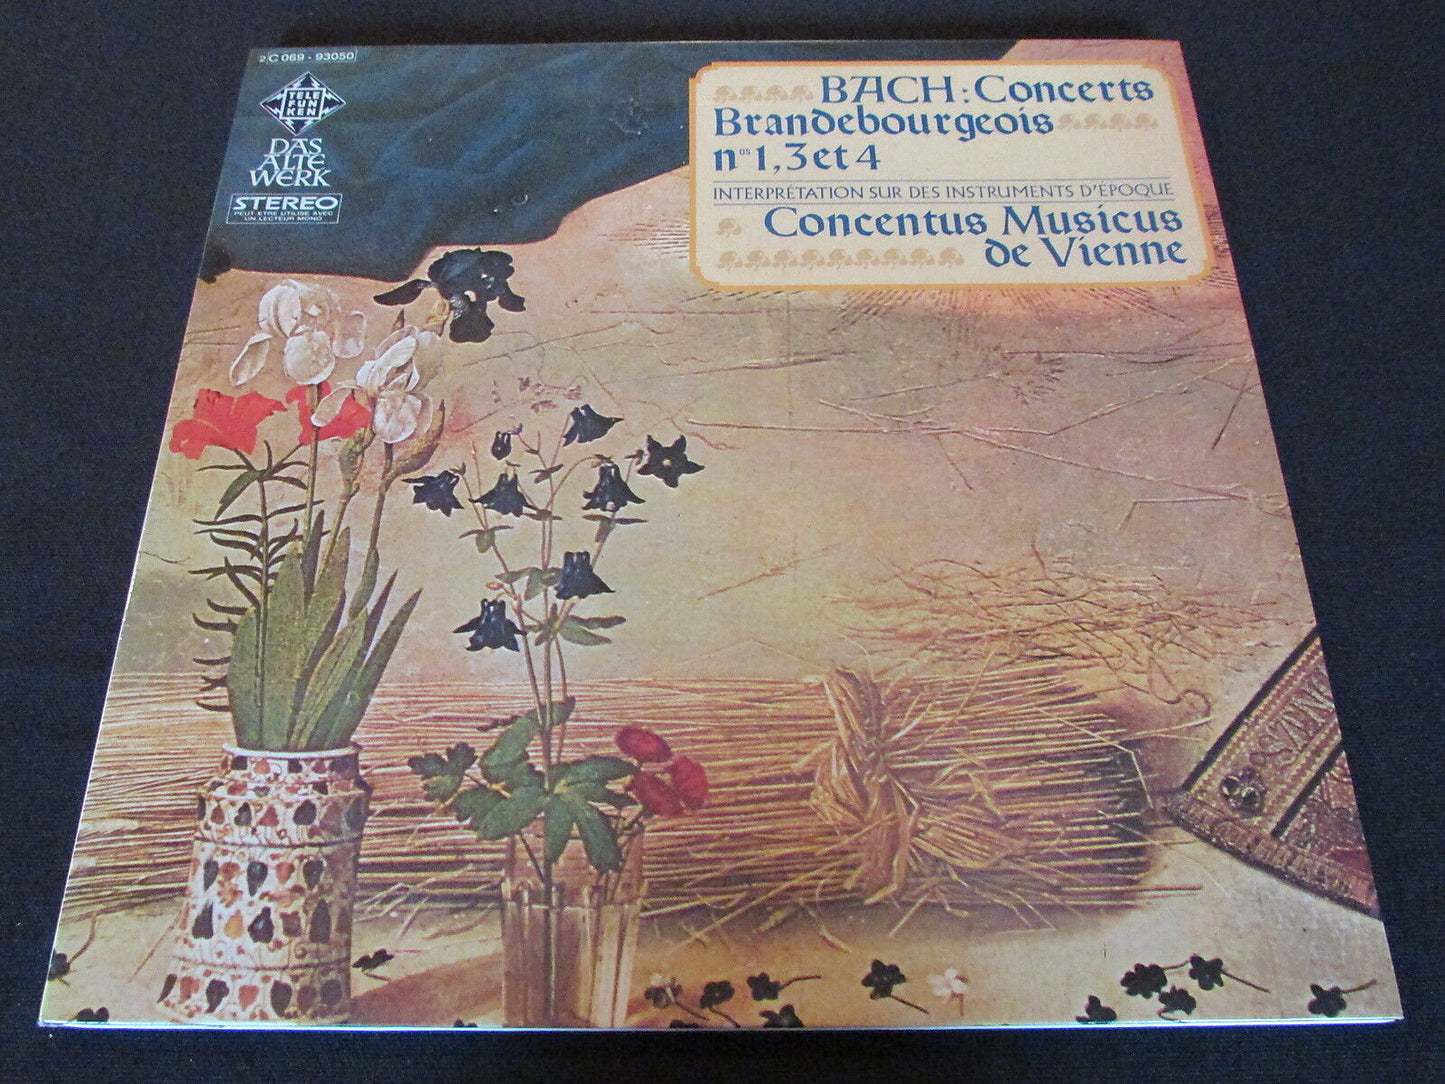 2 C 069 - 93050
TELE
FUN
KEN
DAS
ALTE
WERK
STEREO
PEUT ETRE UTILISE AVEC
UN LECTEUR MONO
BACH: Concerts
Brandebourgeois
nos 1, 3 et 4
INTERPRÉTATION SUR DES INSTRUMENTS D'ÉPOQUE
Concentus Musicus
de Vienne